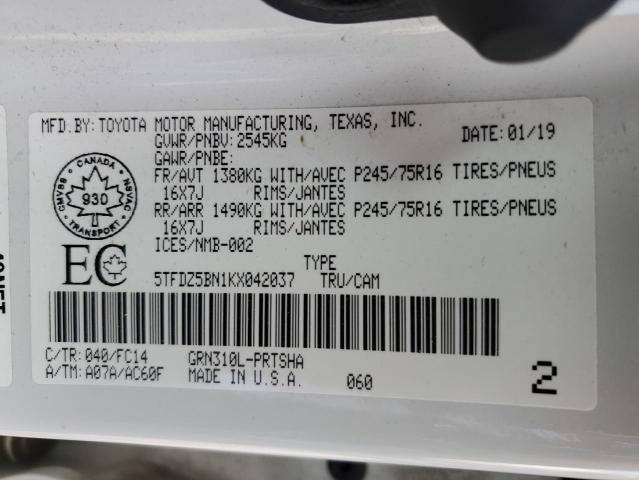 MFD.BY: TOYOTA MOTOR MANUFACTURING, TEXAS, INC.
GVWR/PNBV: 2545KG DATE: 01/19
GAWR/PNBE:
FR/AVT 1380KG WITH/AVEC P245/75R16 TIRES/PNEUS
16X7J RIMS/JANTES
RR/ARR 1490KG WITH/AVEC P245/75R16 TIRES/PNEUS
16X7J RIMS/JANTES
ICES/NMB-002
CANADA
CMVSS
930
NSVAC
TRANSPORT
EC
TYPE
5TFDZ5BN1KX042037 TRU/CAM
C/TR: 040/FC14 GRN310L-PRTSHA
A/TM: A07A/AC60F MADE IN U.S.A. 060
2